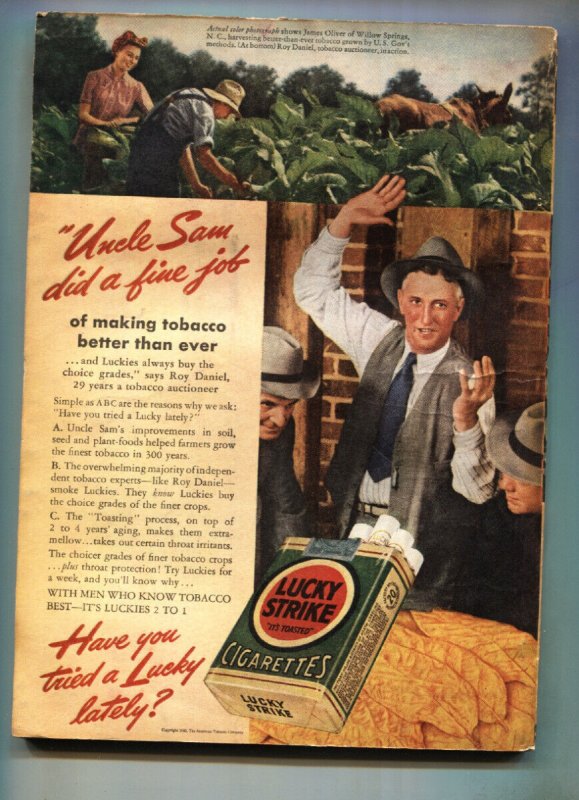 Actual color photograph shows James Oliver of Willow Springs,
N. C., harvesting better-than-ever tobacco grown by U. S. Gov't
methods. (At bottom) Roy Daniel, tobacco auctioneer, in action.
"Uncle Sam
did a fine job
of making tobacco
better than ever
...and Luckies always buy the
choice grades," says Roy Daniel,
29 years a tobacco auctioneer
Simple as ABC are the reasons why we ask:
"Have you tried a Lucky lately?"
A. Uncle Sam's improvements in soil,
seed and plant-foods helped farmers grow
the finest tobacco in 300 years.
B. The overwhelming majority of indepen-
dent tobacco experts—like Roy Daniel—
smoke Luckies. They know Luckies buy
the choice grades of the finer crops.
C. The "Toasting" process, on top of
2 to 4 years' aging, makes them extra-
mellow...takes out certain throat irritants.
The choicer grades of finer tobacco crops
...plus throat protection! Try Luckies for
a week, and you'll know why...
WITH MEN WHO KNOW TOBACCO
BEST—IT'S LUCKIES 2 TO 1
Have you
tried a Lucky
lately?
LUCKY
STRIKE
"IT'S TOASTED"
CIGARETTES
LUCKY
STRIKE
20
Copyright 1940, The American Tobacco Company